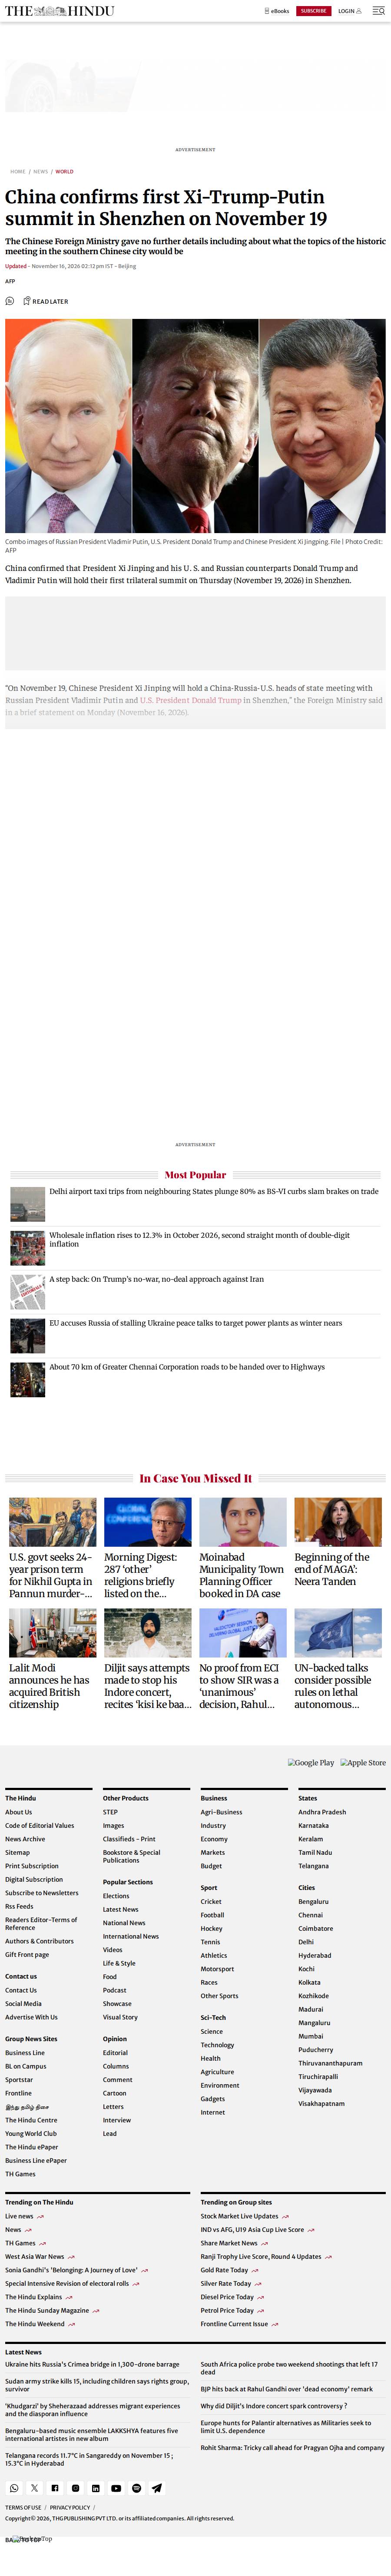 THE HINDU
eBooks
SUBSCRIBE
LOGIN
ADVERTISEMENT
HOME / NEWS / WORLD
China confirms first Xi-Trump-Putin
summit in Shenzhen on November 19
The Chinese Foreign Ministry gave no further details including about what the topics of the historic
meeting in the southern Chinese city would be
Updated - November 16, 2026 02:12 pm IST - Beijing
AFP
READ LATER
Combo images of Russian President Vladimir Putin, U.S. President Donald Trump and Chinese President Xi Jingping. File | Photo Credit:
AFP
China confirmed that President Xi Jinping and his U. S. and Russian counterparts Donald Trump and
Vladimir Putin will hold their first trilateral summit on Thursday (November 19, 2026) in Shenzhen.
"On November 19, Chinese President Xi Jinping will hold a China-Russia-U.S. heads of state meeting with
Russian President Vladimir Putin and U.S. President Donald Trump in Shenzhen," the Foreign Ministry said
in a brief statement on Monday (November 16, 2026).
ADVERTISEMENT
Most Popular
Delhi airport taxi trips from neighbouring States plunge 80% as BS-VI curbs slam brakes on trade
Wholesale inflation rises to 12.3% in October 2026, second straight month of double-digit
inflation
A step back: On Trump's no-war, no-deal approach against Iran
EU accuses Russia of stalling Ukraine peace talks to target power plants as winter nears
About 70 km of Greater Chennai Corporation roads to be handed over to Highways
In Case You Missed It
U.S. govt seeks 24-
year prison term
for Nikhil Gupta in
Pannun murder-...
Morning Digest:
287 'other'
religions briefly
listed on the...
Moinabad
Municipality Town
Planning Officer
booked in DA case
Beginning of the
end of MAGA':
Neera Tanden
Lalit Modi
announces he has
acquired British
citizenship
Diljit says attempts
made to stop his
Indore concert,
recites 'kisi ke baa...
No proof from ECI
to show SIR was a
'unanimous'
decision, Rahul...
UN-backed talks
consider possible
rules on lethal
autonomous...
Google Play
Apple Store
The Hindu
About Us
Code of Editorial Values
News Archive
Sitemap
Print Subscription
Digital Subscription
Subscribe to Newsletters
Rss Feeds
Readers Editor-Terms of
Reference
Authors & Contributors
Gift Front page
Contact us
Contact Us
Social Media
Advertise With Us
Group News Sites
Business Line
BL on Campus
Sportstar
Frontline
இந்து தமிழ் திசை
The Hindu Centre
Young World Club
The Hindu ePaper
Business Line ePaper
TH Games
Other Products
STEP
Images
Classifieds - Print
Bookstore & Special
Publications
Popular Sections
Elections
Latest News
National News
International News
Videos
Life & Style
Food
Podcast
Showcase
Visual Story
Opinion
Editorial
Columns
Comment
Cartoon
Letters
Interview
Lead
Business
Agri-Business
Industry
Economy
Markets
Budget
Sport
Cricket
Football
Hockey
Tennis
Athletics
Motorsport
Races
Other Sports
Sci-Tech
Science
Technology
Health
Agriculture
Environment
Gadgets
Internet
States
Andhra Pradesh
Karnataka
Keralam
Tamil Nadu
Telangana
Cities
Bengaluru
Chennai
Coimbatore
Delhi
Hyderabad
Kochi
Kolkata
Kozhikode
Madurai
Mangaluru
Mumbai
Puducherry
Thiruvananthapuram
Tiruchirapalli
Vijayawada
Visakhapatnam
Trending on The Hindu
Live news
News
TH Games
West Asia War News
Sonia Gandhi's 'Belonging: A Journey of Love'
Special Intensive Revision of electoral rolls
The Hindu Explains
The Hindu Sunday Magazine
The Hindu Weekend
Trending on Group sites
Stock Market Live Updates
IND vs AFG, U19 Asia Cup Live Score
Share Market News
Ranji Trophy Live Score, Round 4 Updates
Gold Rate Today
Silver Rate Today
Diesel Price Today
Petrol Price Today
Frontline Current Issue
Latest News
Ukraine hits Russia's Crimea bridge in 1,300-drone barrage
Sudan army strike kills 15, including children says rights group,
survivor
'Khudgarzi' by Sheherazaad addresses migrant experiences
and the diasporan influence
Bengaluru-based music ensemble LAKKSHYA features five
international artistes in new album
Telangana records 11.7°C in Sangareddy on November 15 ;
15.3°C in Hyderabad
South Africa police probe two weekend shootings that left 17
dead
BJP hits back at Rahul Gandhi over 'dead economy' remark
Why did Diljit's Indore concert spark controversy ?
Europe hunts for Palantir alternatives as Militaries seek to
limit U.S. dependence
Rohit Sharma: Tricky call ahead for Pragyan Ojha and company
TERMS OF USE / PRIVACY POLICY /
Copyright© 2026, THG PUBLISHING PVT LTD. or its affiliated companies. All rights reserved.
BACK TO TOP